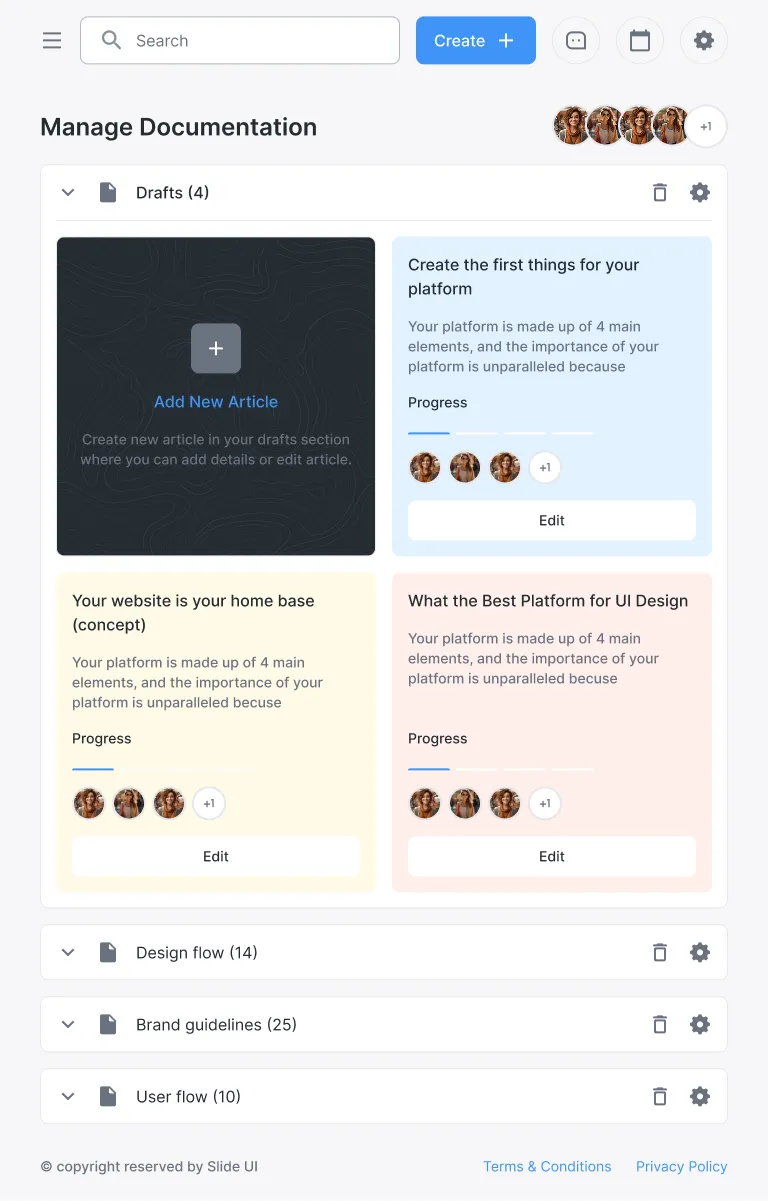 Search
Create
Manage Documentation
+1
Drafts (4)
Add New Article
Create new article in your drafts section
where you can add details or edit article.
Create the first things for your
platform
Your platform is made up of 4 main
elements, and the importance of your
platform is unparalleled because
Progress
+1
Edit
Your website is your home base
(concept)
Your platform is made up of 4 main
elements, and the importance of your
platform is unparalleled becuse
Progress
+1
Edit
What the Best Platform for UI Design
Your platform is made up of 4 main
elements, and the importance of your
platform is unparalleled becuse
Progress
+1
Edit
Design flow (14)
Brand guidelines (25)
User flow (10)
© copyright reserved by Slide UI
Terms & Conditions
Privacy Policy